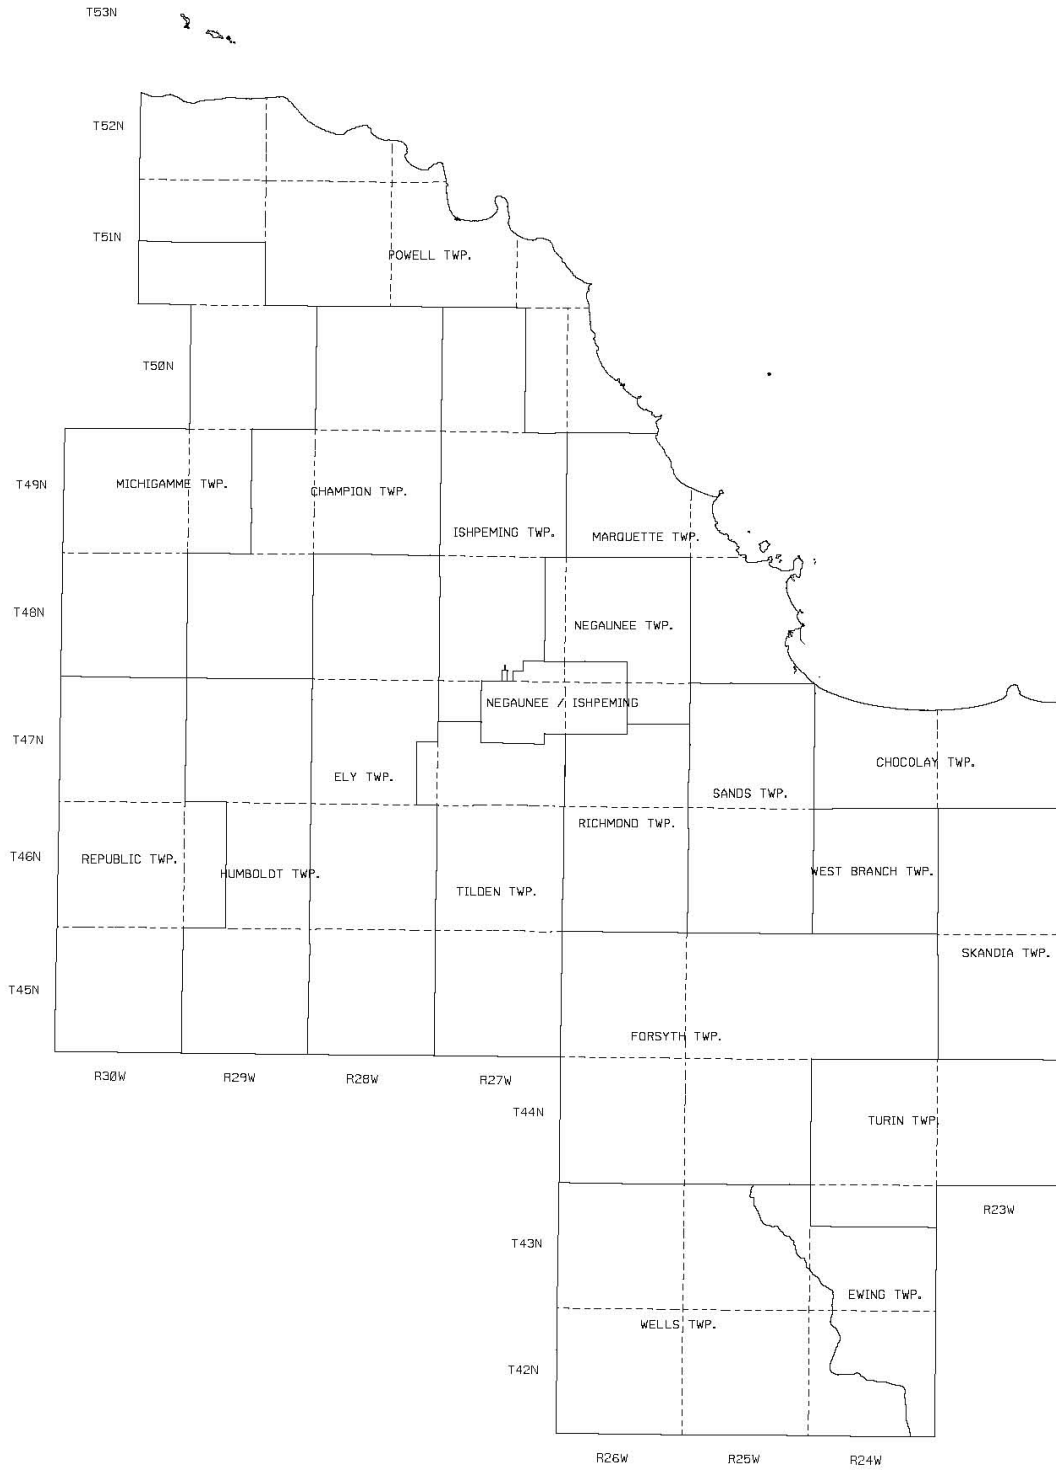 T53N
T52N
T51N
POWELL TWP.
T50N
T49N
MICHIGAMME TWP.
CHAMPION TWP.
ISHPEMING TWP.
MARQUETTE TWP.
T48N
NEGAUNEE TWP.
NEGAUNEE / ISHPEMING
T47N
ELY TWP.
CHOCOLAY TWP.
SANDS TWP.
RICHMOND TWP.
T46N
REPUBLIC TWP.
HUMBOLDT TWP.
TILDEN TWP.
WEST BRANCH TWP.
SKANDIA TWP.
T45N
FORSYTH TWP.
R30W
R29W
R28W
R27W
T44N
TURIN TWP.
R23W
T43N
EWING TWP.
WELLS TWP.
T42N
R26W
R25W
R24W